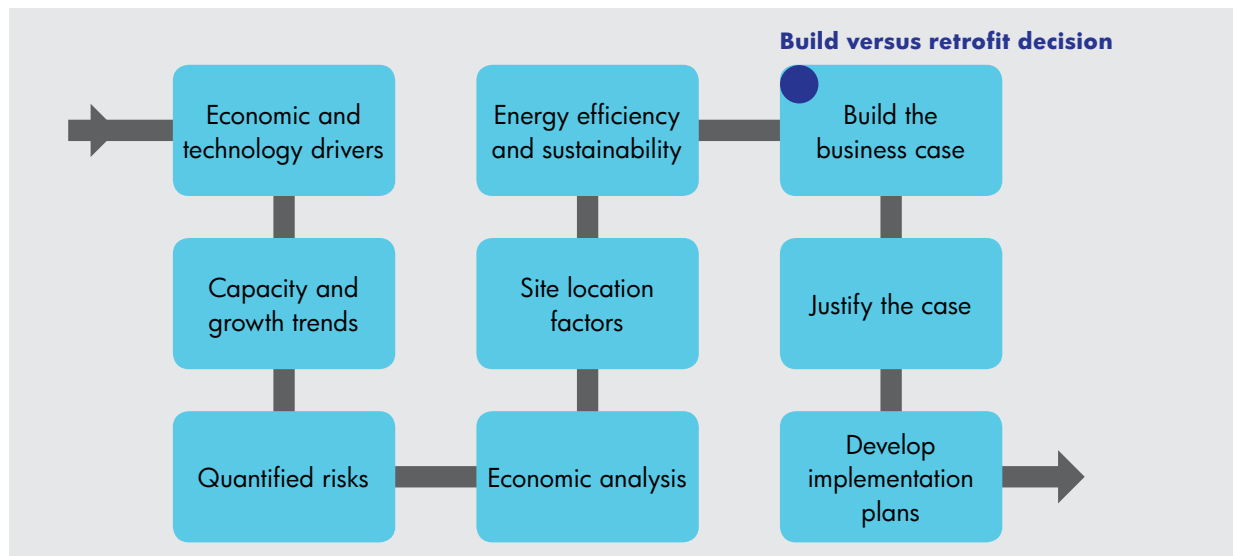 Build versus retrofit decision
Economic and
technology drivers
Energy efficiency
and sustainability
Build the
business case
Capacity and
growth trends
Site location
factors
Justify the case
Quantified risks
Economic analysis
Develop
implementation
plans